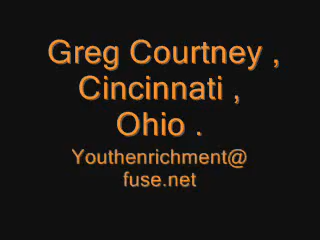 Greg Courtney ,
Cincinnati ,
Ohio .
Youthenrichment@
fuse.net